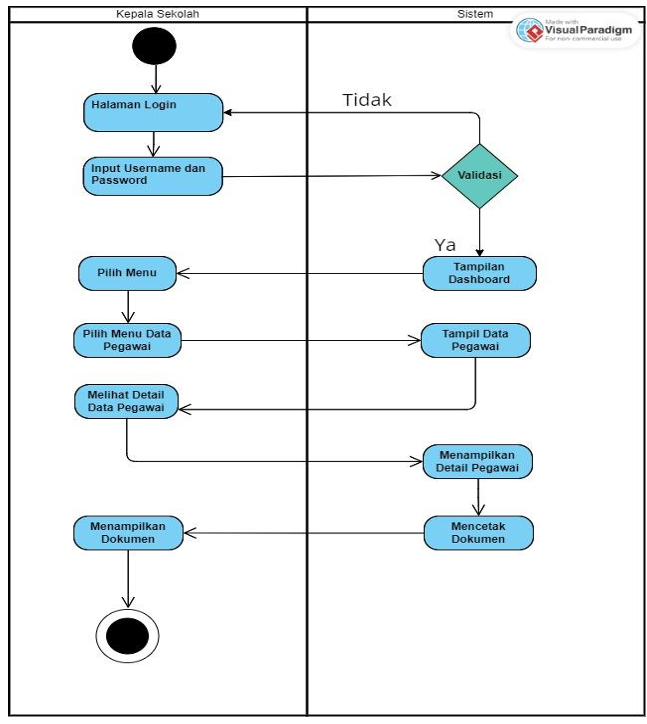 Kepala Sekolah
Sistem
Made with
Visual Paradigm
For non-commercial use
Halaman Login
Tidak
Input Username dan
Password
Validasi
Ya
Pilih Menu
Tampilan
Dashboard
Pilih Menu Data
Pegawai
Tampil Data
Pegawai
Melihat Detail
Data Pegawai
Menampilkan
Detail Pegawai
Menampilkan
Dokumen
Mencetak
Dokumen